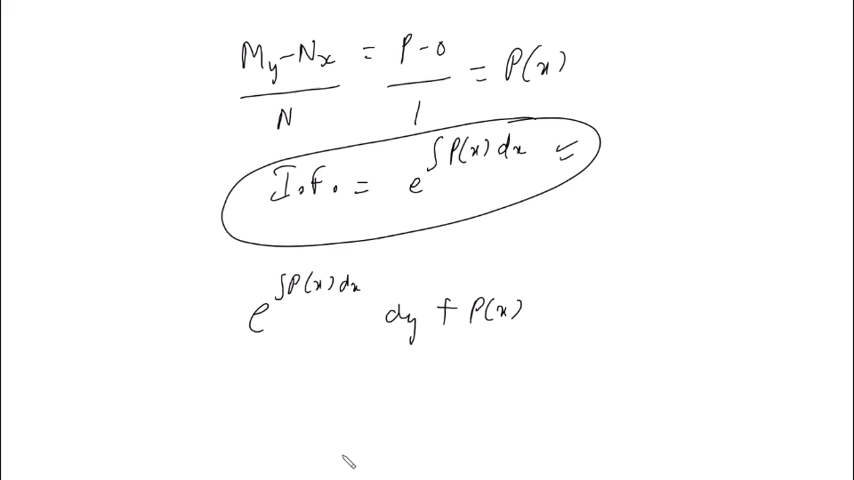 (My-Nx)/N = (P-0)/1 = P(x)
I.F. = e^∫P(x)dx
e^∫P(x)dx dy + P(x)